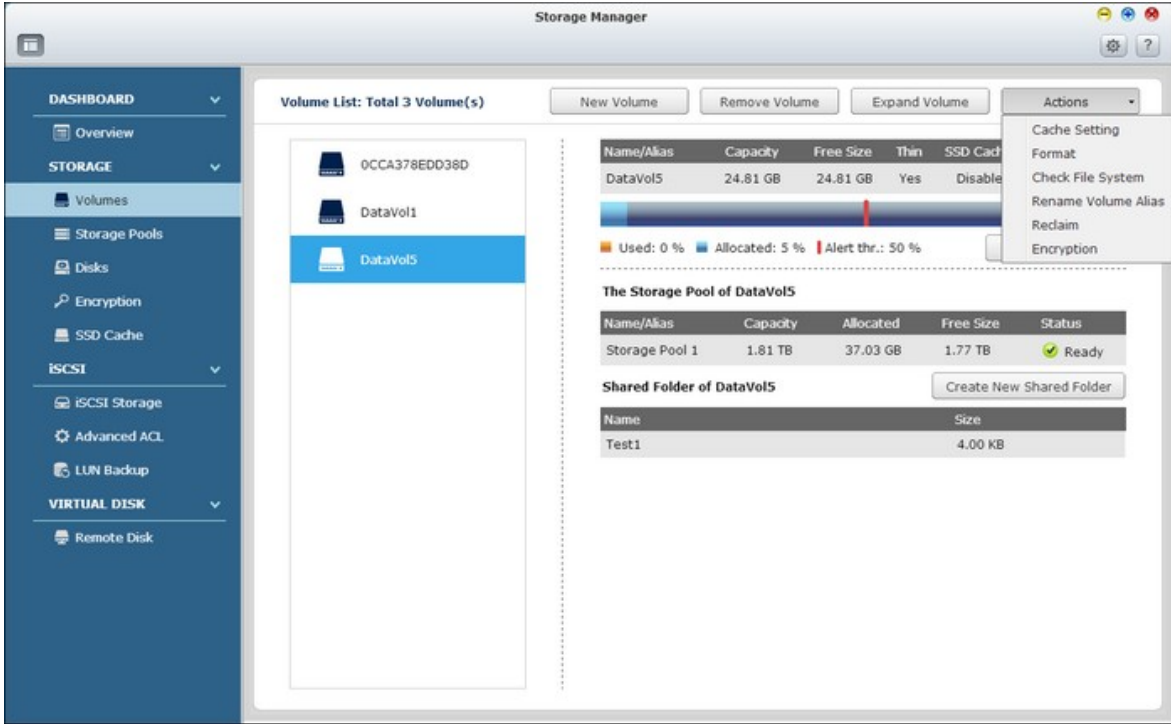 Storage Manager
?
DASHBOARD
Overview
STORAGE
Volumes
Storage Pools
Disks
Encryption
SSD Cache
iSCSI
iSCSI Storage
Advanced ACL
LUN Backup
VIRTUAL DISK
Remote Disk
Volume List: Total 3 Volume(s)
New Volume Remove Volume Expand Volume Actions
Cache Setting
Format
Check File System
Rename Volume Alias
Reclaim
Encryption
0CCA378EDD38D
DataVol1
DataVol5
Name/Alias Capacity Free Size Thin SSD Cach
DataVol5 24.81 GB 24.81 GB Yes Disable
Used: 0 % Allocated: 5 % Alert thr.: 50 %
The Storage Pool of DataVol5
Name/Alias Capacity Allocated Free Size Status
Storage Pool 1 1.81 TB 37.03 GB 1.77 TB Ready
Shared Folder of DataVol5 Create New Shared Folder
Name Size
Test1 4.00 KB